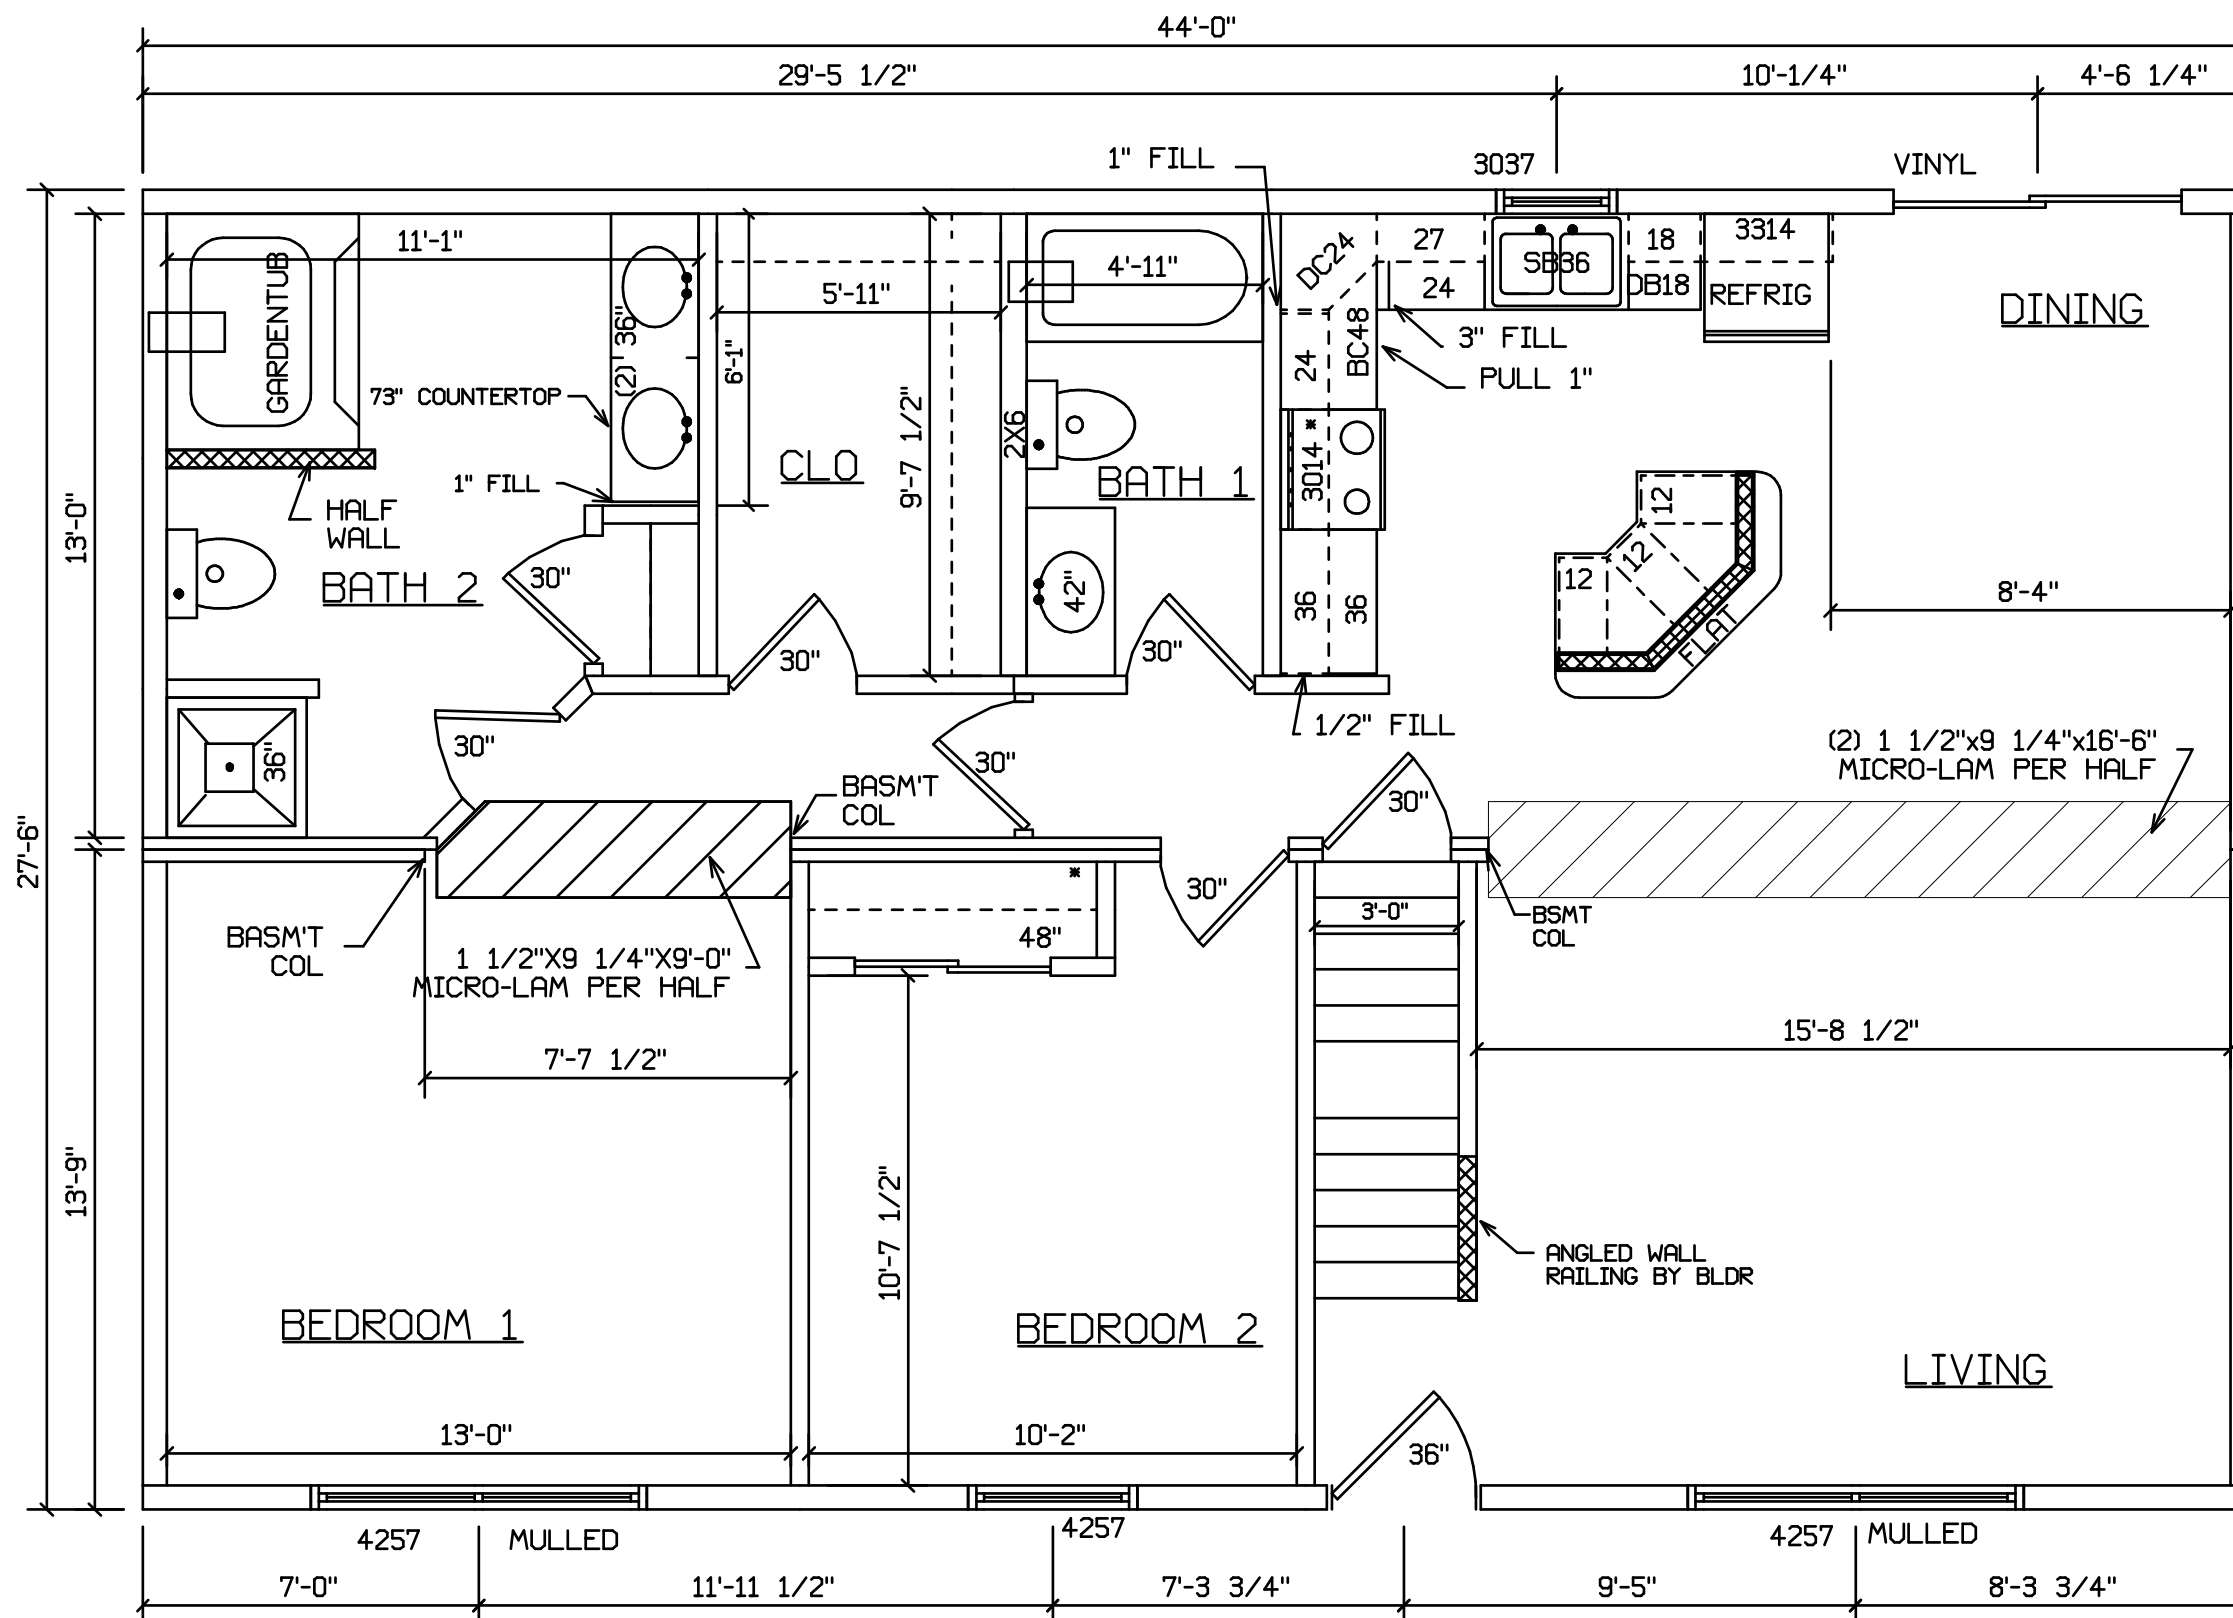 44'-0"
29'-5 1/2"
10'-1/4"
4'-6 1/4"
1" FILL
3037
VINYL
11'-1"
GARDENTUB
(2) 36"
6'-1"
5'-11"
9'-7 1/2"
4'-11"
DC24
27
24
SB36
18
DB18
3314
REFRIG
DINING
3" FILL
PULL 1"
24
BC48
73" COUNTERTOP
1" FILL
HALF
WALL
BATH 2
CLO
2X6
BATH 1
3014 *
42"
36
36
12
12
12
FLAT
8'-4"
30"
30"
30"
1/2" FILL
13'-0"
27'-6"
13'-9"
36"
30"
30"
BASM'T
COL
30"
(2) 1 1/2"x9 1/4"x16'-6"
MICRO-LAM PER HALF
BASM'T
COL
1 1/2"X9 1/4"X9'-0"
MICRO-LAM PER HALF
*
48"
30"
3'-0"
BSMT
COL
7'-7 1/2"
15'-8 1/2"
10'-7 1/2"
ANGLED WALL
RAILING BY BLDR
BEDROOM 1
BEDROOM 2
LIVING
13'-0"
10'-2"
36"
4257
MULLED
4257
4257
MULLED
7'-0"
11'-11 1/2"
7'-3 3/4"
9'-5"
8'-3 3/4"